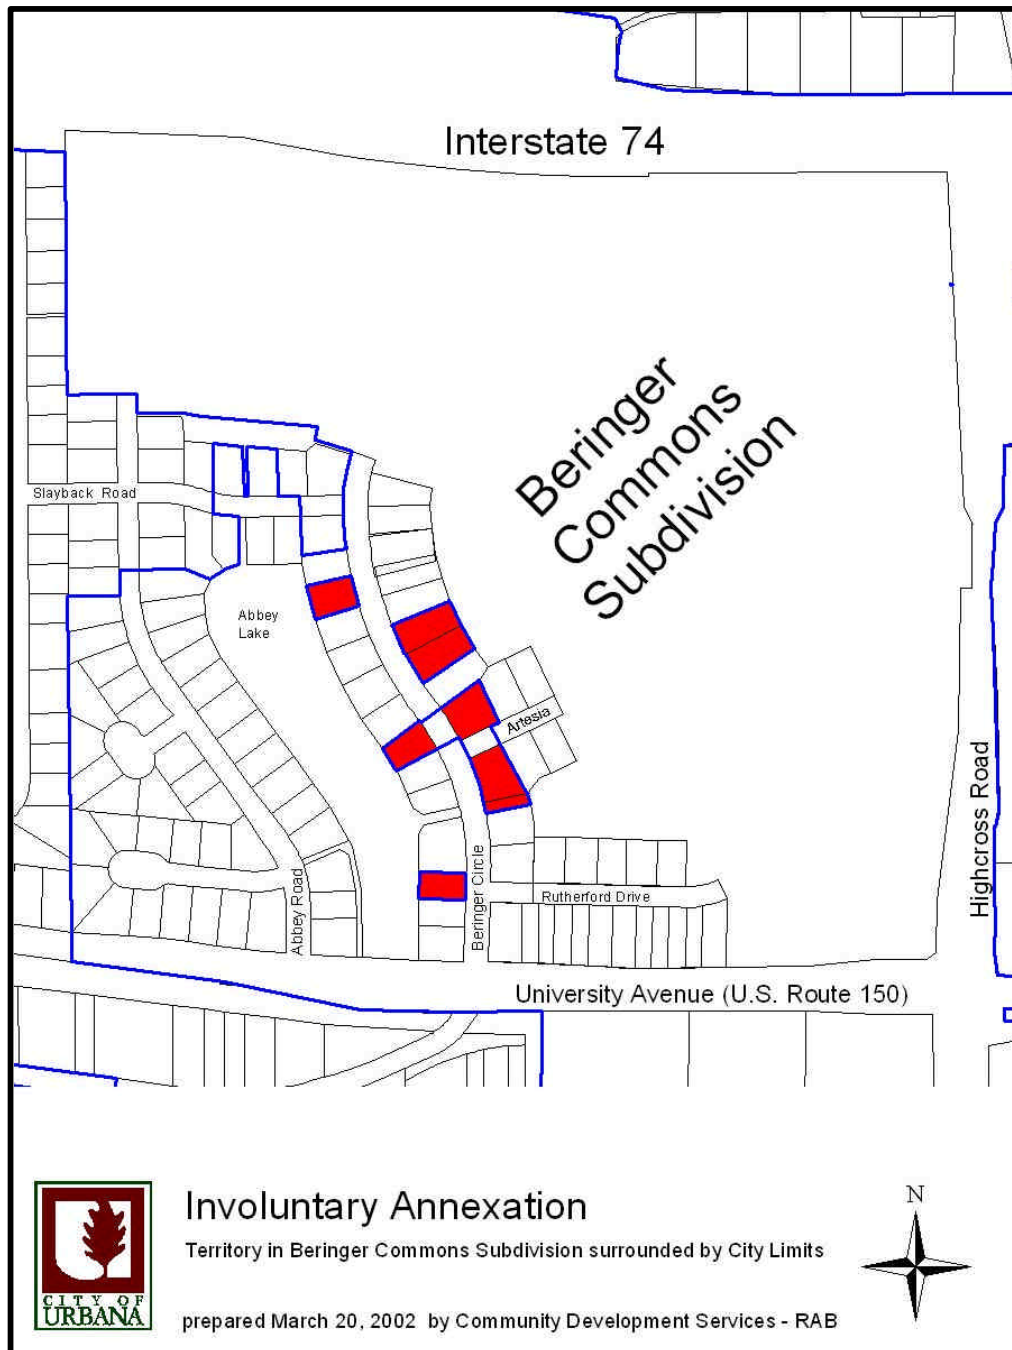 Interstate 74
Beringer
Commons
Subdivision
Slayback Road
Abbey
Lake
Artesia
Highcross Road
Beringer Circle
Abbey Road
Rutherford Drive
University Avenue (U.S. Route 150)
Involuntary Annexation
Territory in Beringer Commons Subdivision surrounded by City Limits
prepared March 20, 2002 by Community Development Services - RAB
CITY OF
URBANA
N